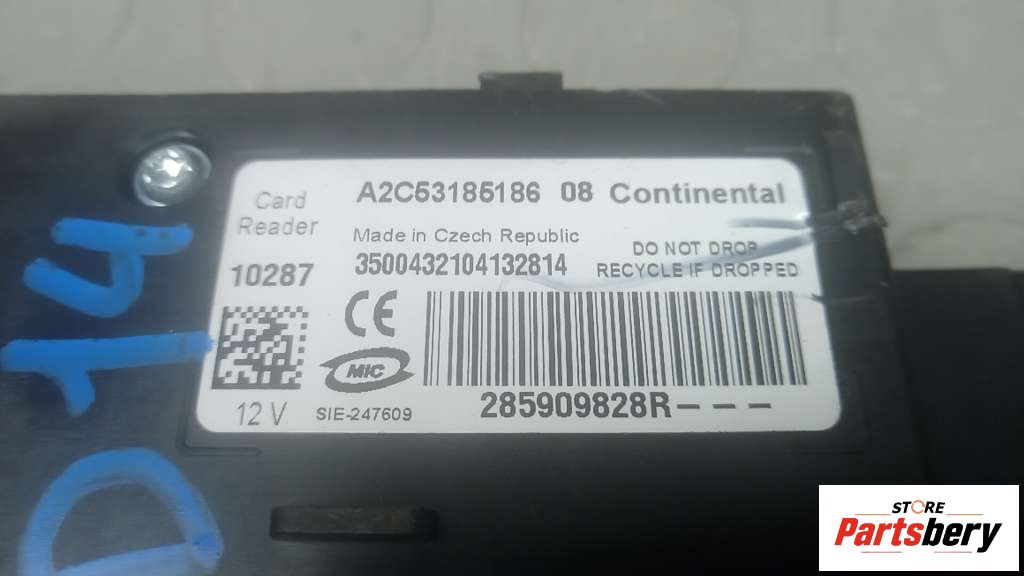 Card
Reader
10287
12 V
A2C53185186 08 Continental
Made in Czech Republic
3500432104132814
DO NOT DROP
RECYCLE IF DROPPED
CE
MIC
SIE-247609
285909828R---
D14
STORE
Partsbery